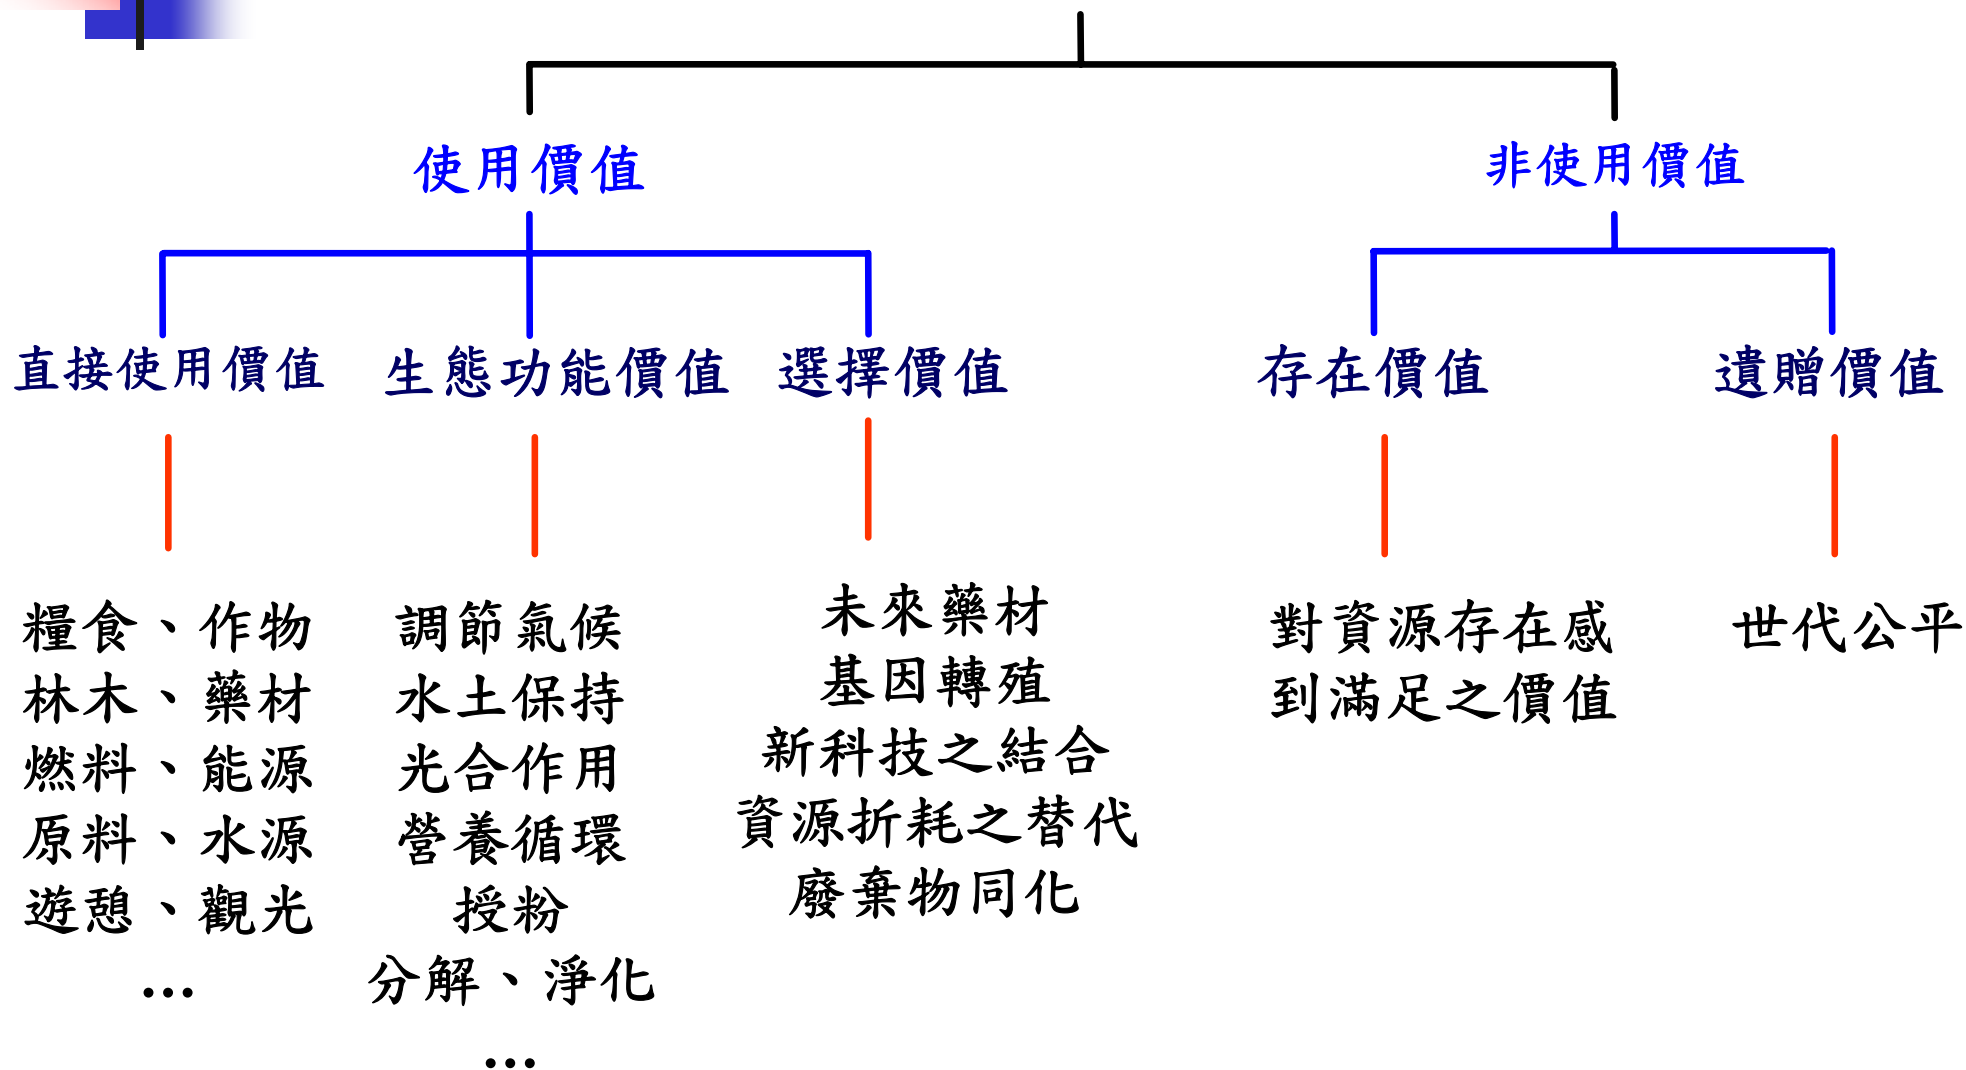 使用價值
非使用價值
直接使用價值
生態功能價值
選擇價值
存在價值
遺贈價值
糧食、作物
林木、藥材
燃料、能源
原料、水源
遊憩、觀光
...
調節氣候
水土保持
光合作用
營養循環
授粉
分解、淨化
...
未來藥材
基因轉殖
新科技之結合
資源折耗之替代
廢棄物同化
對資源存在感
到滿足之價值
世代公平